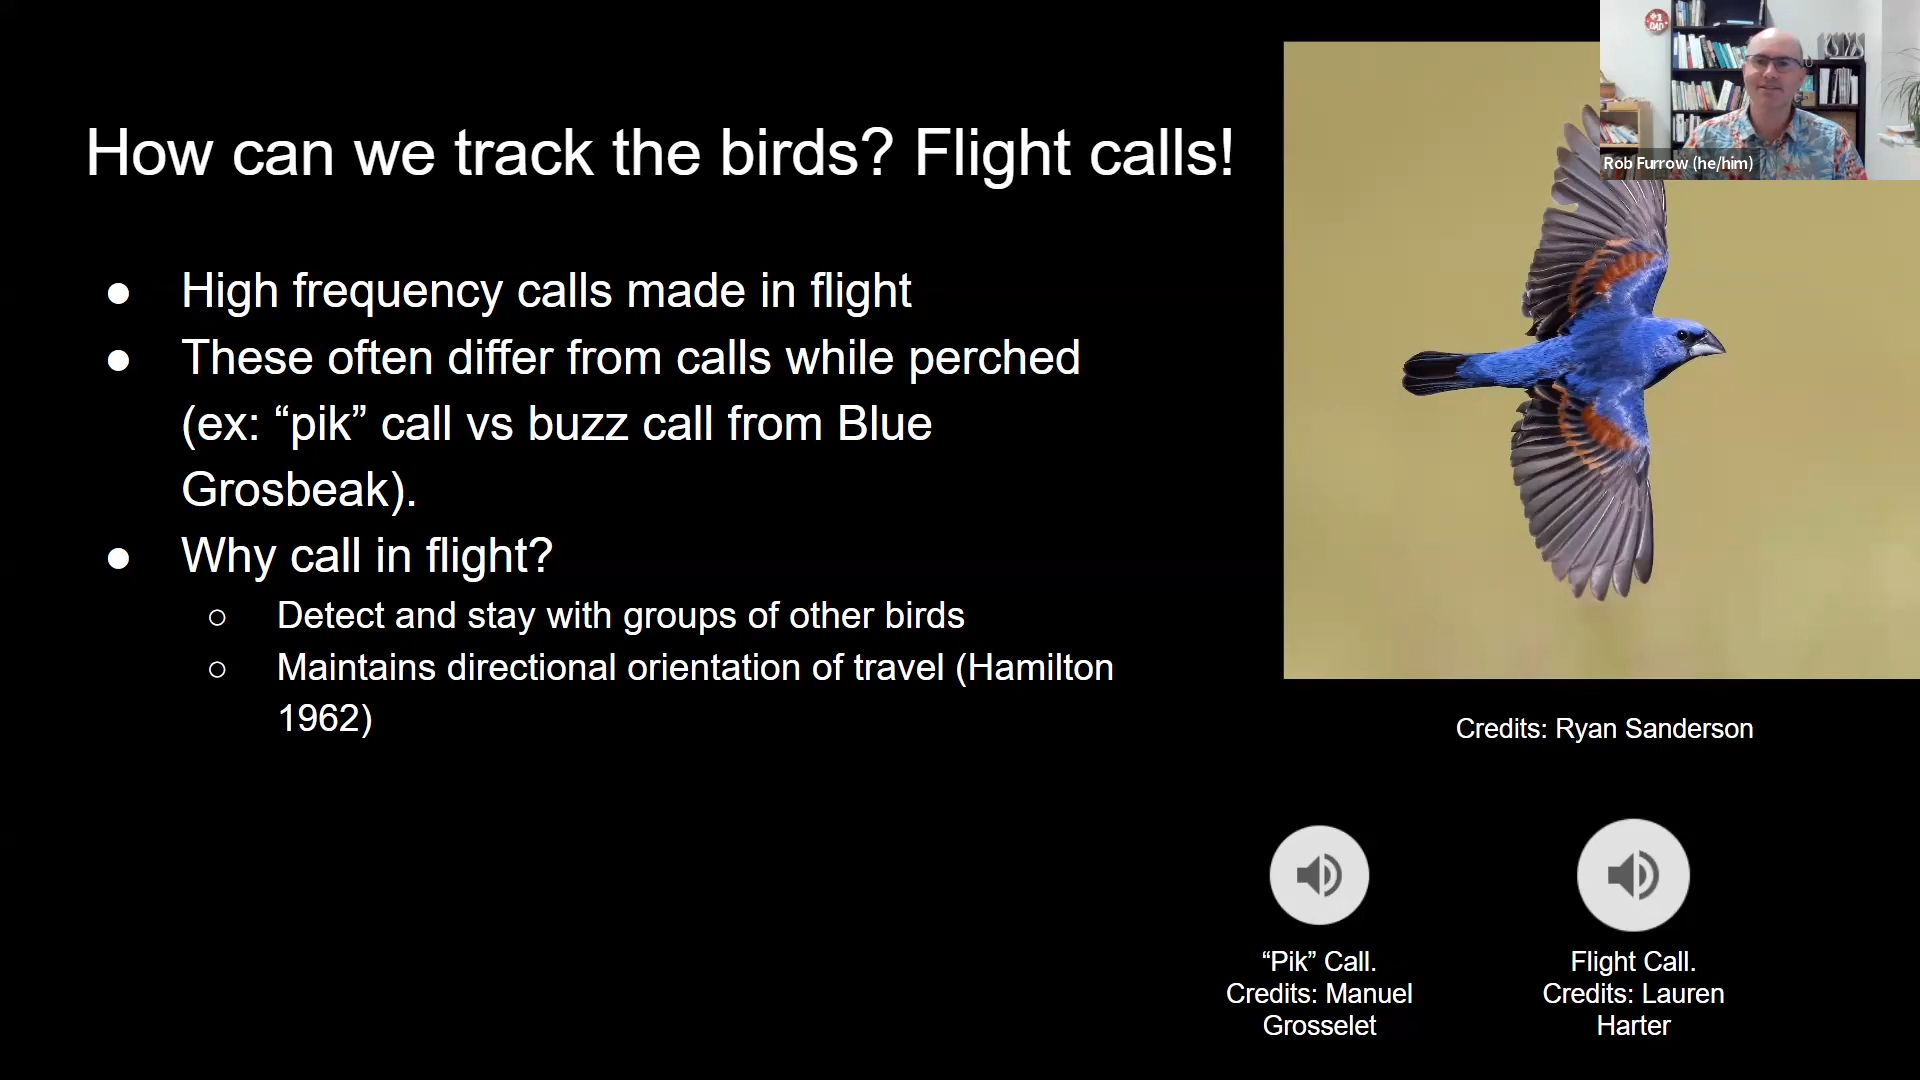 How can we track the birds? Flight calls!
● High frequency calls made in flight
● These often differ from calls while perched
(ex: “pik” call vs buzz call from Blue
Grosbeak).
● Why call in flight?
○ Detect and stay with groups of other birds
○ Maintains directional orientation of travel (Hamilton
1962)
#1
DAD
Rob Furrow (he/him)
Credits: Ryan Sanderson
“Pik” Call.
Credits: Manuel
Grosselet
Flight Call.
Credits: Lauren
Harter